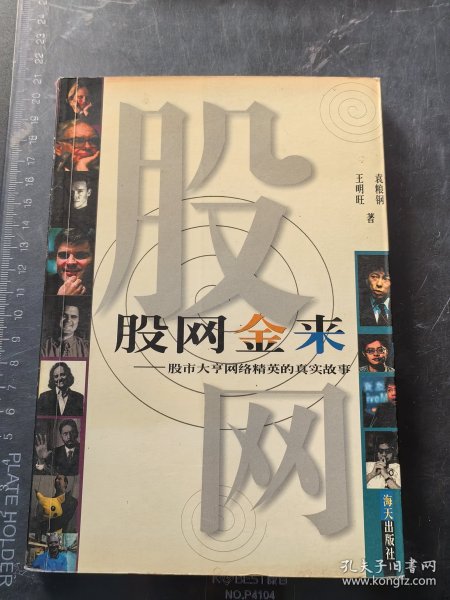 股
网
袁粮钢
王明旺
著
股网金来
——股市大亨网络精英的真实故事
海天出版社
PLATE HOLDER
NO.P4104
孔夫子旧书网
www.kongfz.com